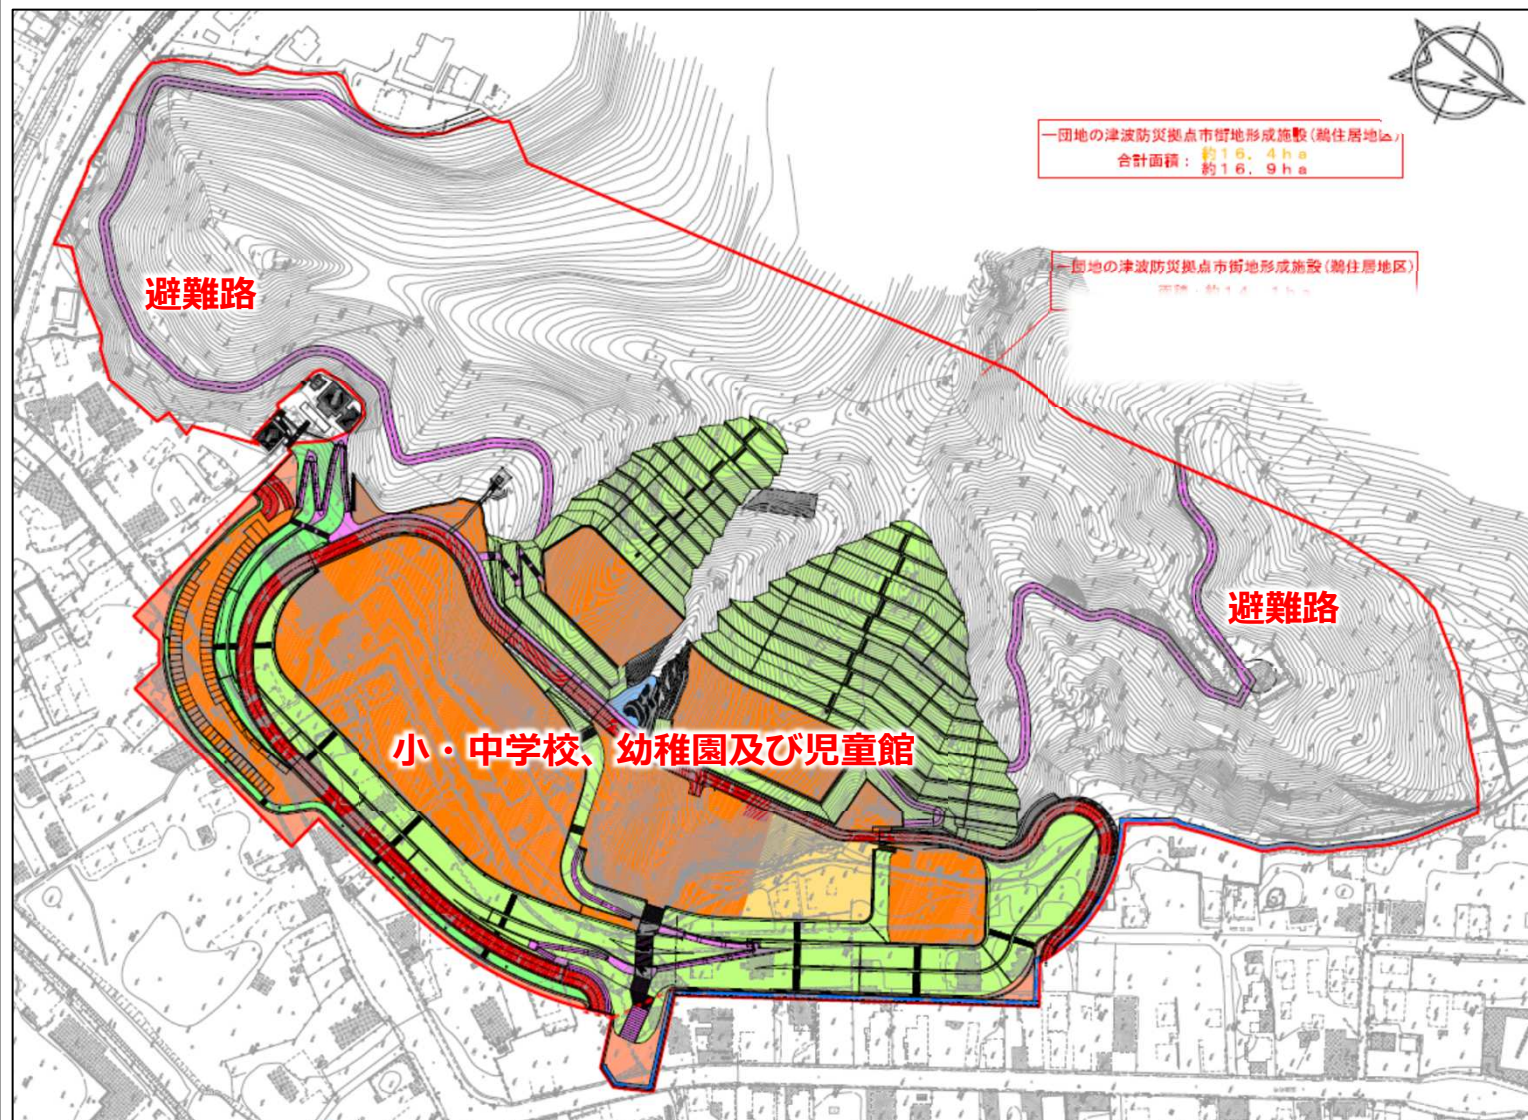 一団地の津波防災拠点市街地形成施設(鵜住居地区)
合計面積: 約16.4ha
約16.9ha
一団地の津波防災拠点市街地形成施設(鵜住居地区)
避難路
避難路
小・中学校、幼稚園及び児童館
N